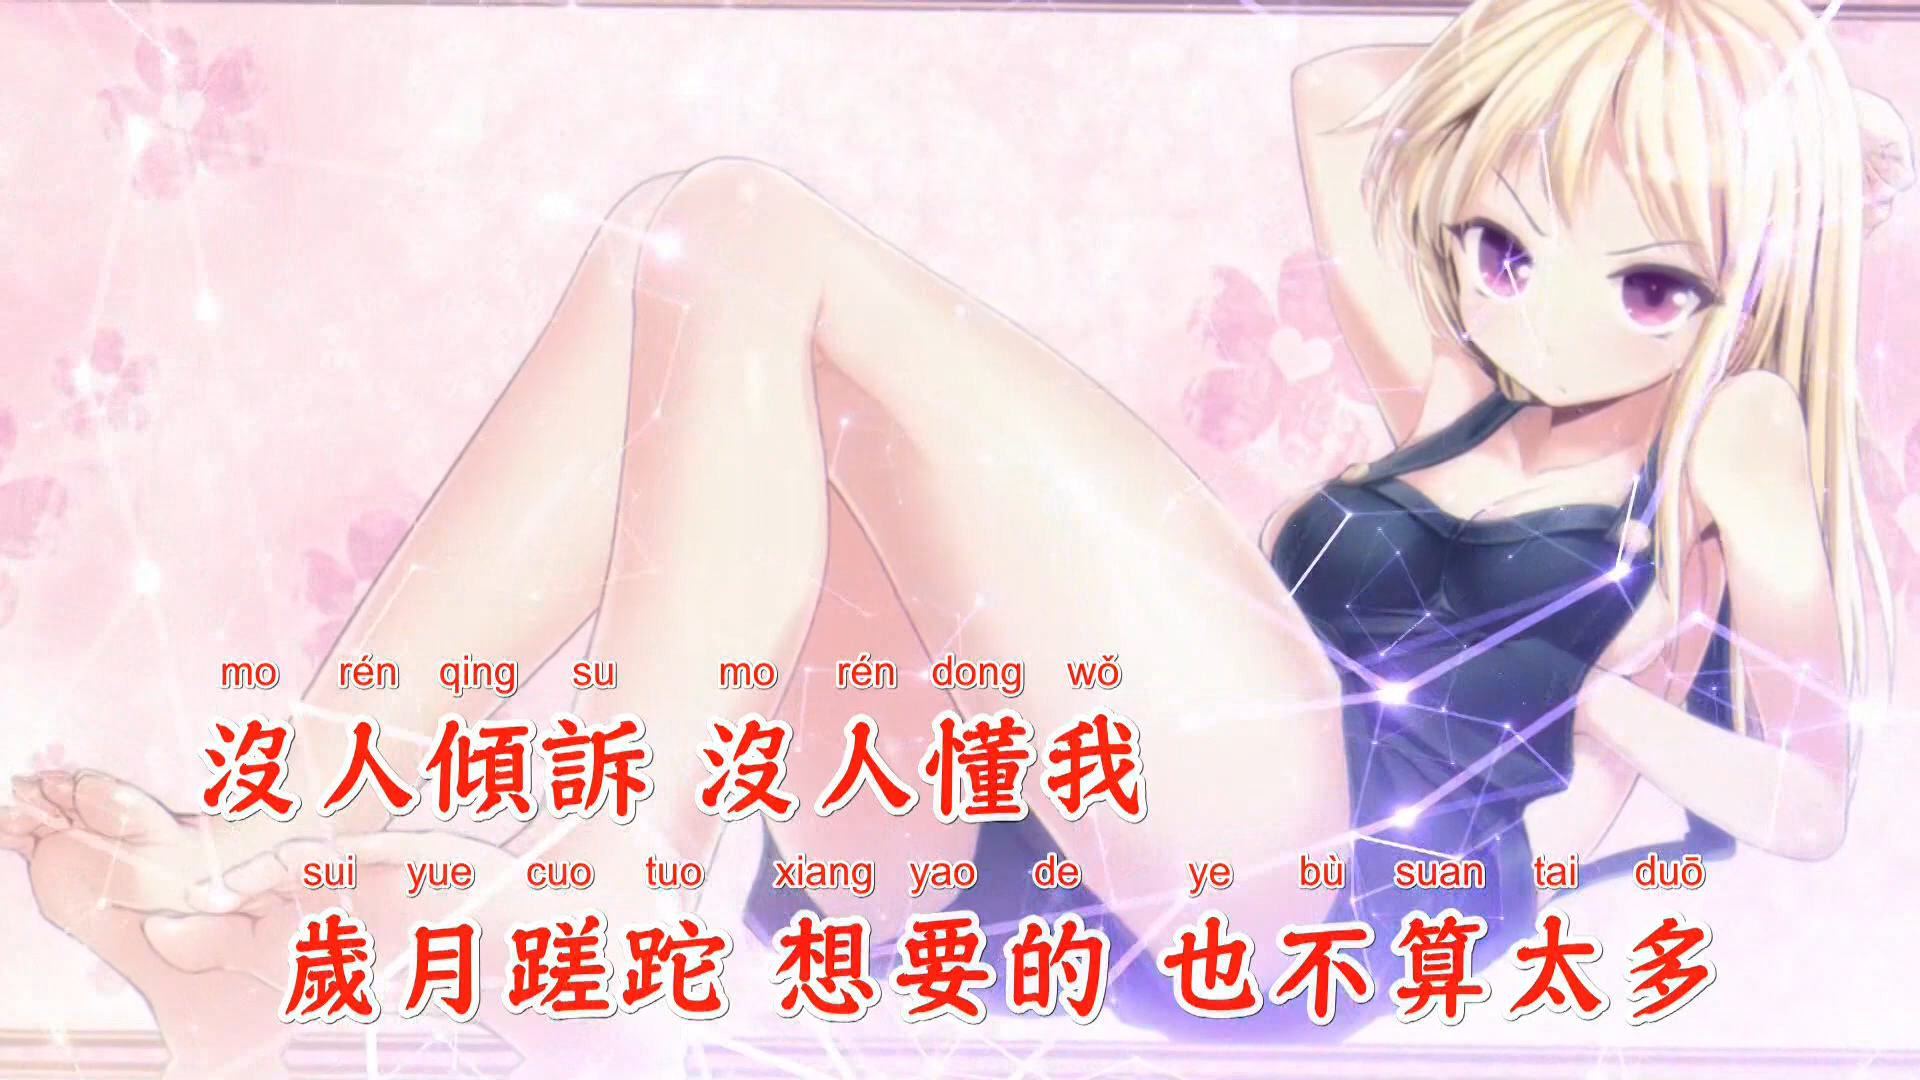 mo rén qing su mo rén dong wǒ
沒人傾訴 沒人懂我
sui yue cuo tuo xiang yao de ye bù suan tai duō
歲月蹉跎 想要的 也不算太多